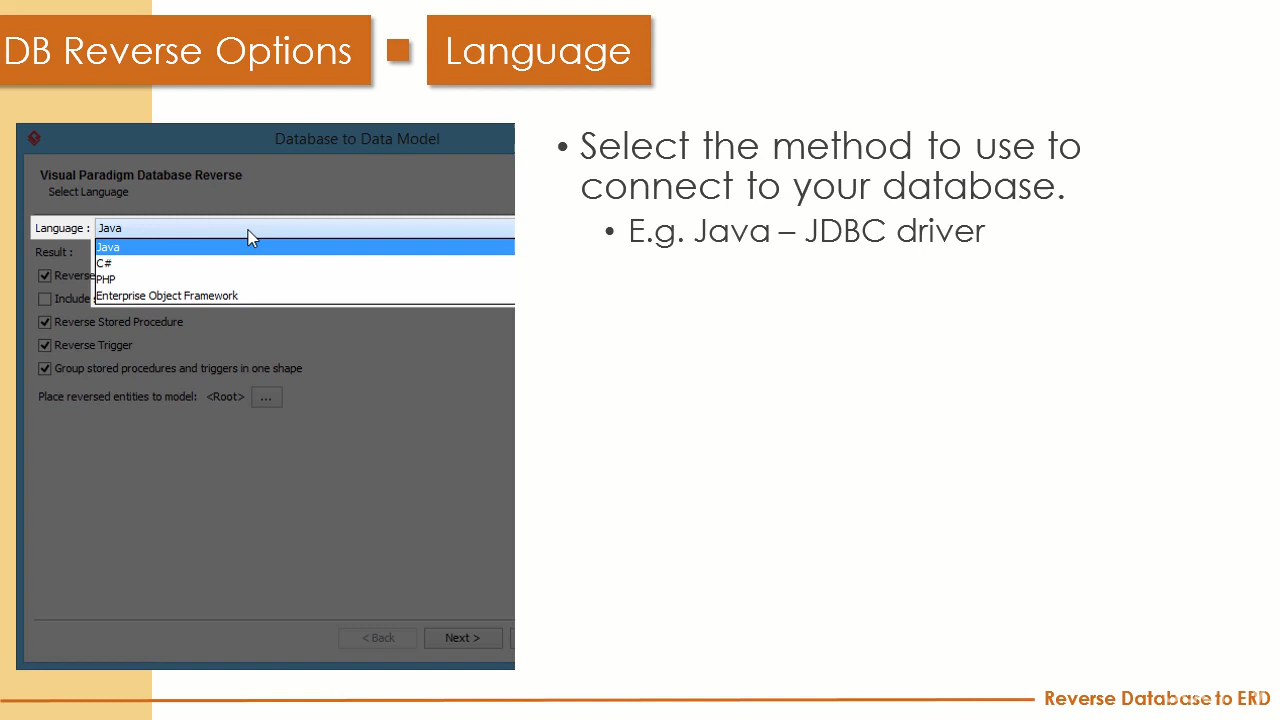 DB Reverse Options ■ Language
Database to Data Model
Visual Paradigm Database Reverse
Select Language
Language : Java
Java
C#
PHP
Enterprise Object Framework
Result :
Reverse
Include
Reverse Stored Procedure
Reverse Trigger
Group stored procedures and triggers in one shape
Place reversed entities to model: <Root> ...
< Back Next >
• Select the method to use to
connect to your database.
• E.g. Java – JDBC driver
Reverse Database to ERD